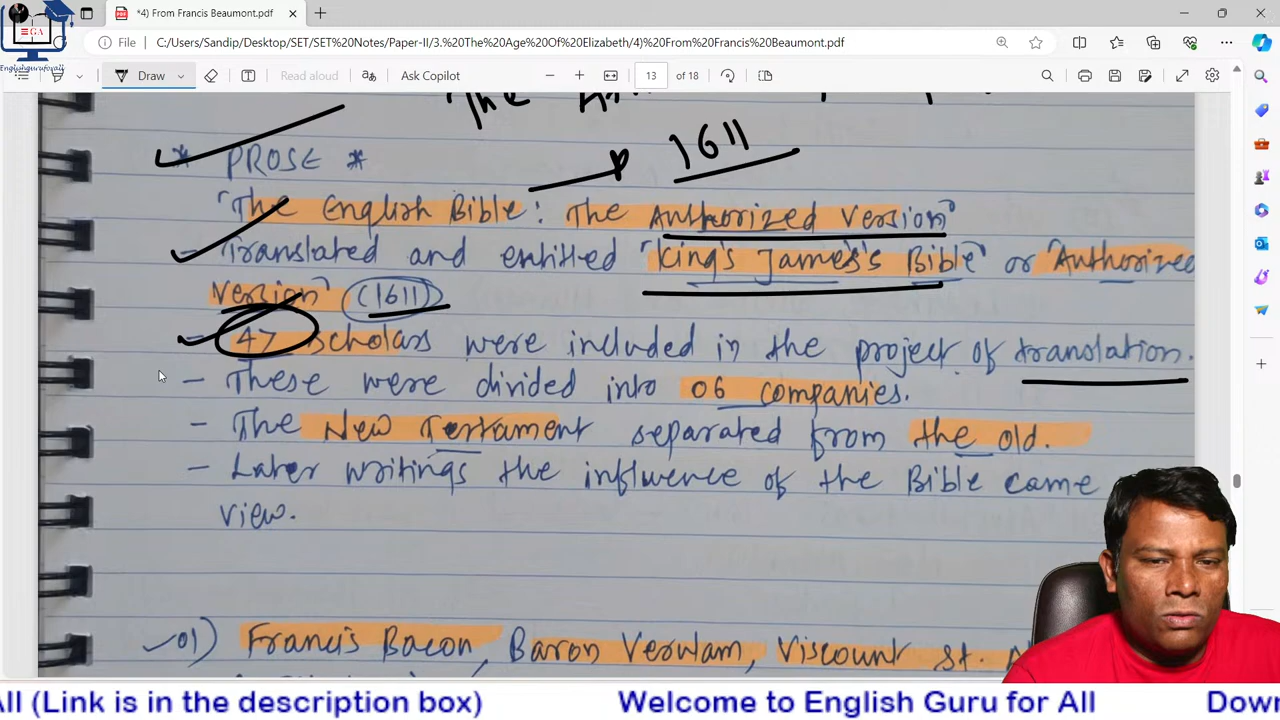 *4) From Francis Beaumont.pdf
EGA
Englishguruforall
File C:/Users/Sandip/Desktop/SET/SET%20Notes/Paper-II/3.%20The%20Age%20Of%20Elizabeth/4)%20From%20Francis%20Beaumont.pdf
Draw Read aloud Ask Copilot 13 of 18
The
1611
* PROSE *
"The English Bible: The Authorized Version"
- Translated and entitled "King's James's Bible" or "Authorized
Version" (1611)
- 47 scholars were included in the project of translation.
- These were divided into 06 companies.
- The New Testament separated from the old.
- Later writings the influence of the Bible came
view.
01) Francis Bacon, Baron Verulam, Viscount St.
All (Link is in the description box) Welcome to English Guru for All Down